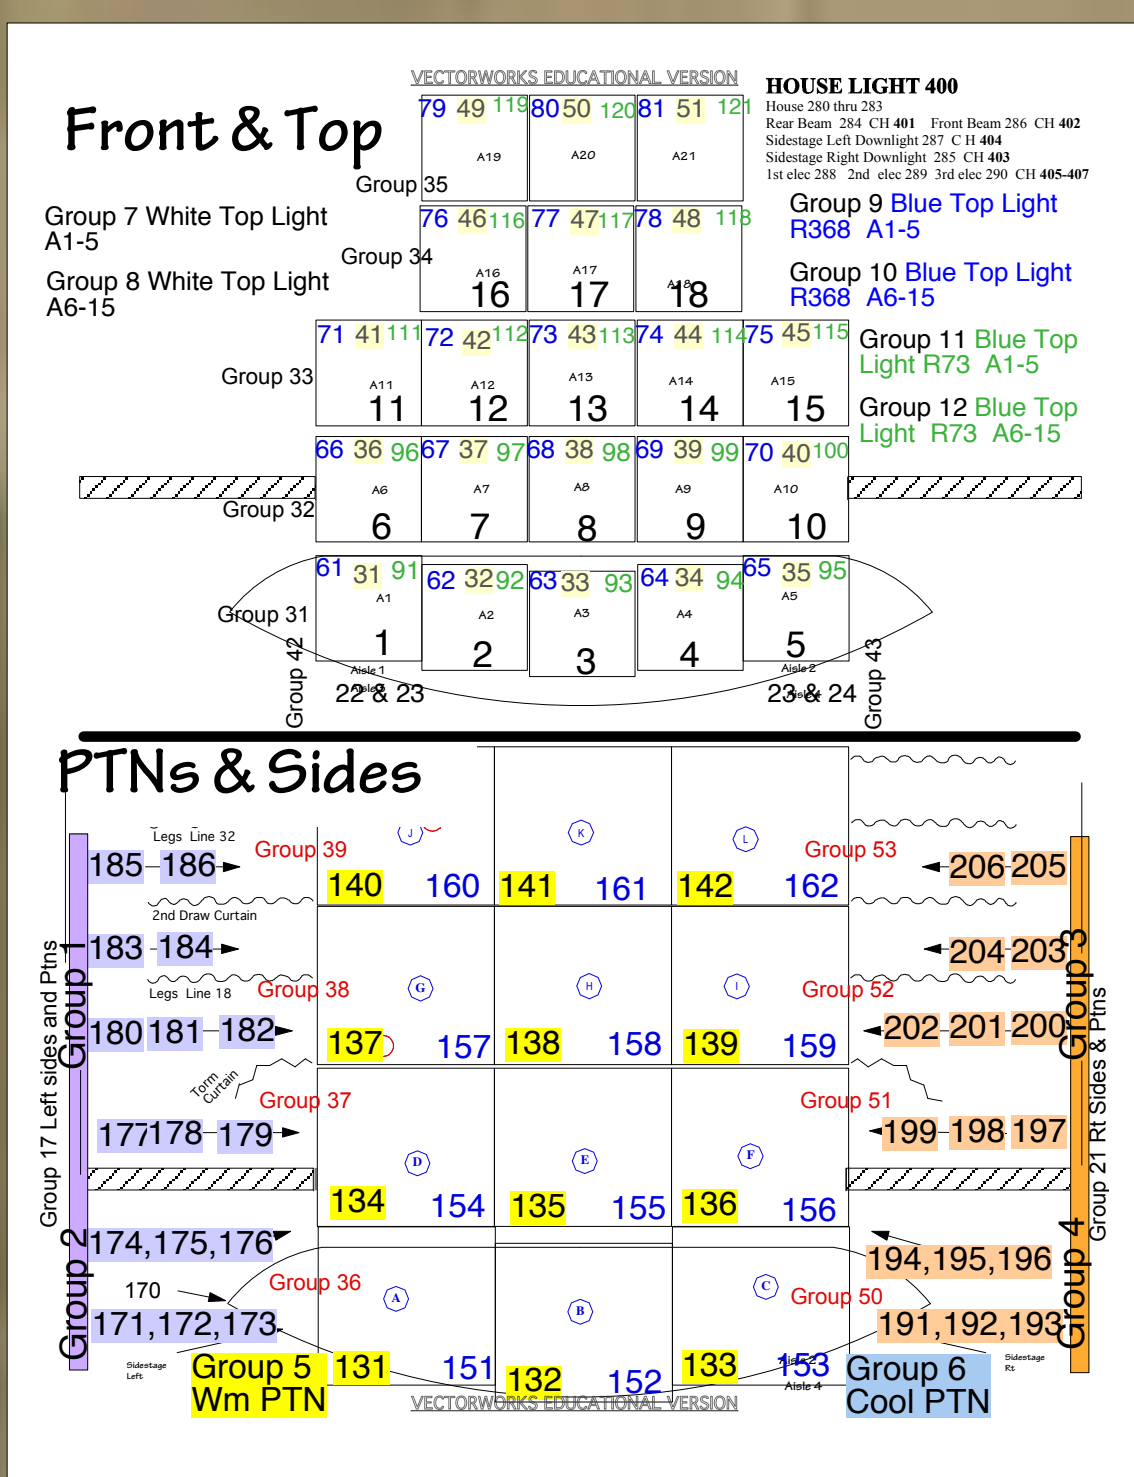 VECTORWORKS EDUCATIONAL VERSION
Front & Top
HOUSE LIGHT 400
House 280 thru 283
Rear Beam 284 CH 401 Front Beam 286 CH 402
Sidestage Left Downlight 287 C H 404
Sidestage Right Downlight 285 CH 403
1st elec 288 2nd elec 289 3rd elec 290 CH 405-407
79 49 119 80 50 120 81 51 121
A19 A20 A21
Group 35
Group 7 White Top Light
A1-5
Group 8 White Top Light
A6-15
Group 9 Blue Top Light
R368 A1-5
Group 10 Blue Top Light
R368 A6-15
76 46 116 77 47 117 78 48 118
Group 34
A16 A17 A18
16 17 18
Group 11 Blue Top
Light R73 A1-5
Group 12 Blue Top
Light R73 A6-15
71 41 111 72 42 112 73 43 113 74 44 114 75 45 115
Group 33
A11 A12 A13 A14 A15
11 12 13 14 15
66 36 96 67 37 97 68 38 98 69 39 99 70 40 100
A6 A7 A8 A9 A10
Group 32
6 7 8 9 10
61 31 91 62 32 92 63 33 93 64 34 94 65 35 95
A1 A2 A3 A4 A5
Group 31
1 2 3 4 5
Group 42
Aisle 1
22 & 23
Aisle 2
23 & 24
Group 43
PTNs & Sides
Legs Line 32
J K L
Group 39
Group 53
185 186
140 160 141 161 142 162
206 205
2nd Draw Curtain
183 184
204 203
Legs Line 18
Group 38
G H I
Group 52
180 181 182
137 157 138 158 139 159
202 201 200
Torm
Curtain
Group 37
Group 51
177 178 179
199 198 197
D E F
134 154 135 155 136 156
174,175,176
194,195,196
170
Group 36
A B C
Group 50
171,172,173
191,192,193
Sidestage
Left
Group 5
Wm PTN
131 151 132 152 133 153
Aisle 2
Aisle 4
Group 6
Cool PTN
Sidestage
Rt
Group 17 Left sides and Ptns
Group 1
Group 2
Group 3
Group 4
Group 21 Rt Sides & Ptns
VECTORWORKS EDUCATIONAL VERSION